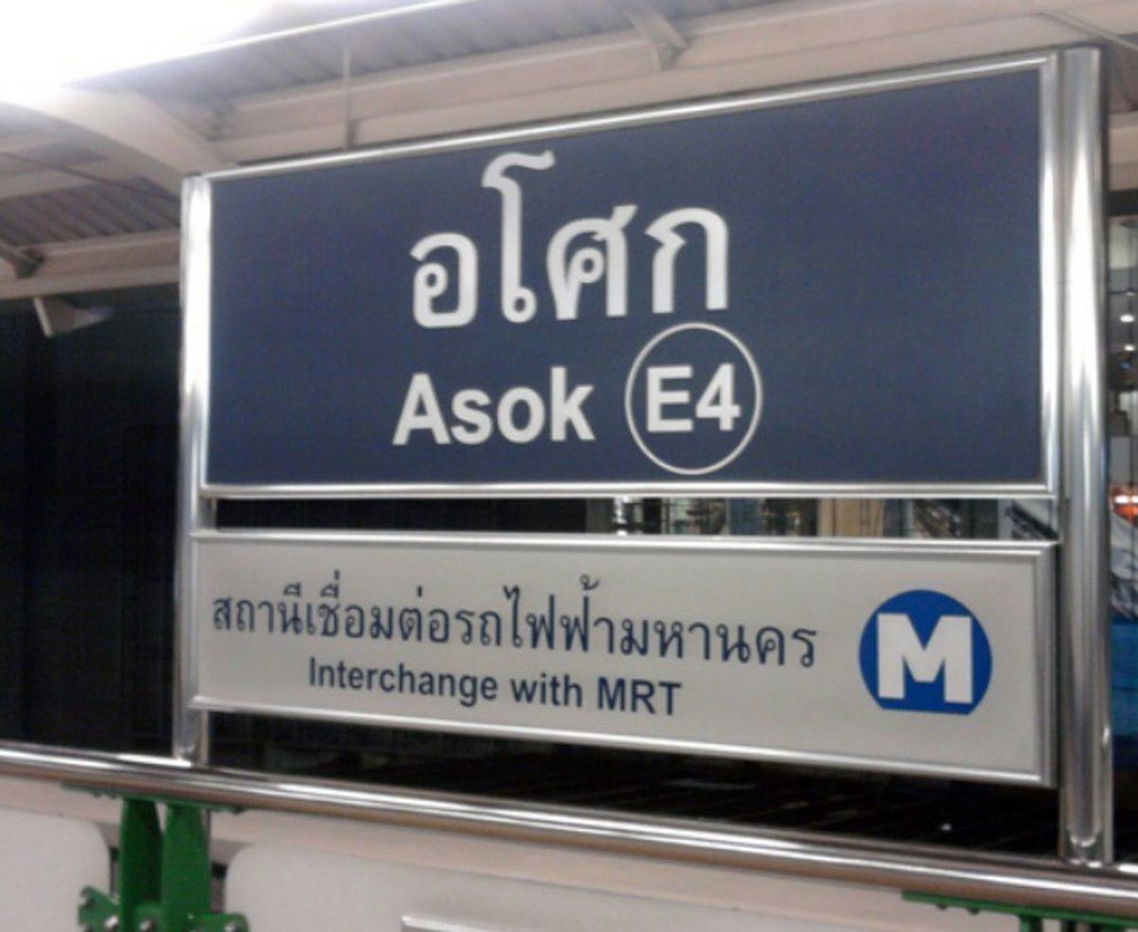 อโศก
Asok E4
สถานีเชื่อมต่อรถไฟฟ้ามหานคร
Interchange with MRT
M